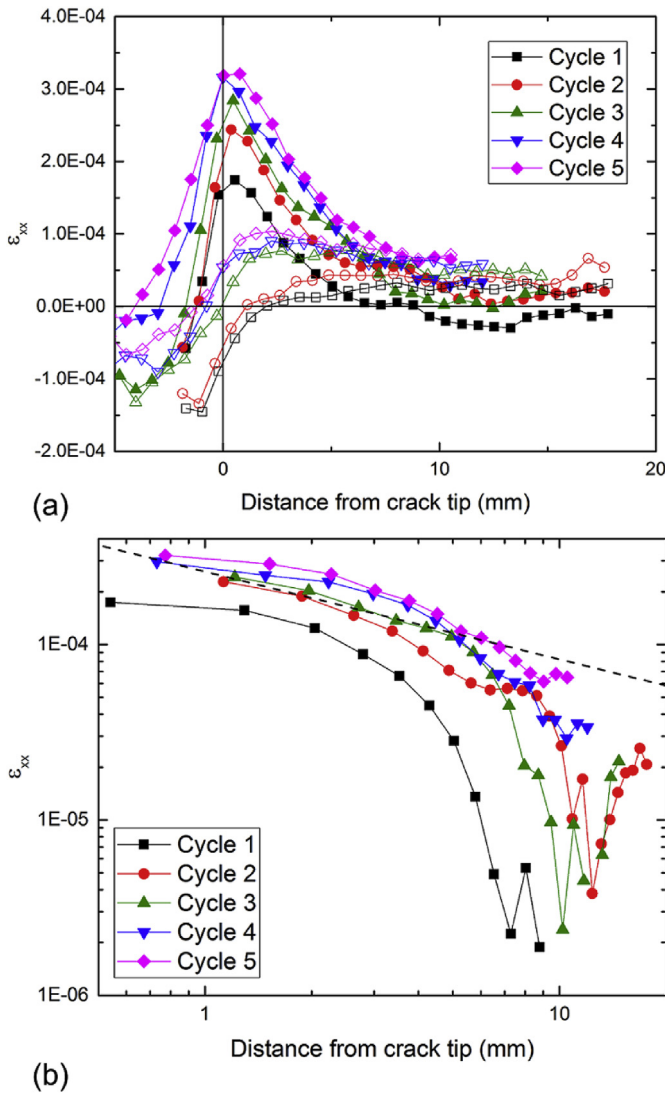 4.0E-04
3.0E-04
2.0E-04
1.0E-04
0.0E+00
-1.0E-04
-2.0E-04
εxx
Cycle 1
Cycle 2
Cycle 3
Cycle 4
Cycle 5
0
10
20
Distance from crack tip (mm)
(a)
1E-04
1E-05
1E-06
εxx
Cycle 1
Cycle 2
Cycle 3
Cycle 4
Cycle 5
1
10
Distance from crack tip (mm)
(b)